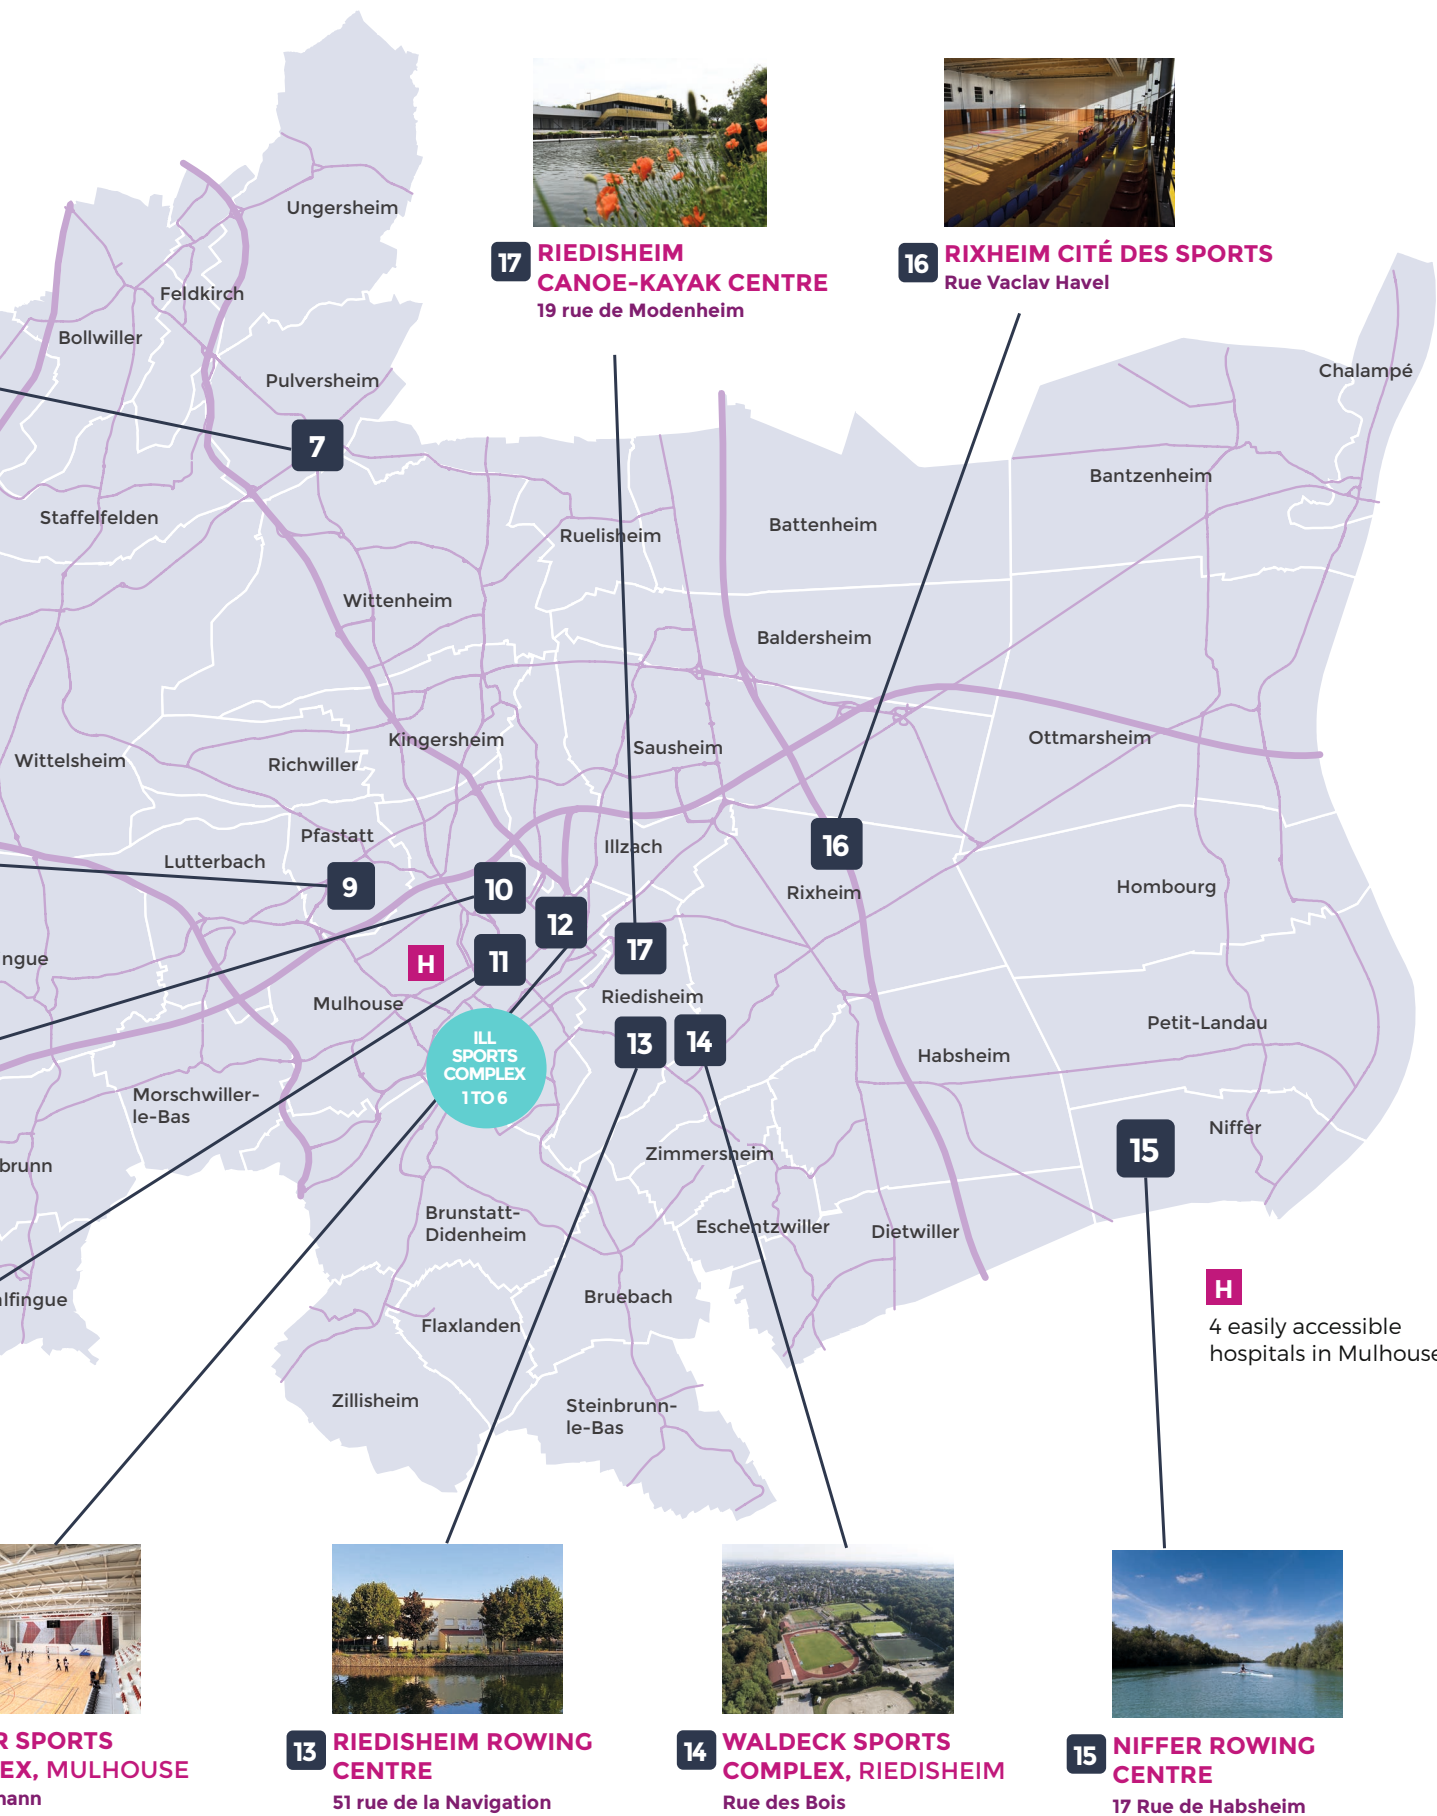 Ungersheim
17 RIEDISHEIM
CANOE-KAYAK CENTRE
19 rue de Modenheim
16 RIXHEIM CITÉ DES SPORTS
Rue Vaclav Havel
Feldkirch
Bollwiller
Pulversheim
Chalampé
7
Bantzenheim
Staffelfelden
Battenheim
Ruelisheim
Wittenheim
Baldersheim
Kingersheim
Sausheim
Ottmarsheim
Wittelsheim
Richwiller
Pfastatt
Illzach
16
Lutterbach
9
10
Rixheim
Hombourg
12
17
ngue
H
11
Mulhouse
Riedisheim
Petit-Landau
ILL
SPORTS
COMPLEX
1 TO 6
13
14
Habsheim
Morschwiller-
le-Bas
Niffer
15
brunn
Zimmersheim
Brunstatt-
Didenheim
Eschentzwiller
Dietwiller
lfingue
Bruebach
Flaxlanden
H
4 easily accessible
hospitals in Mulhouse
Zillisheim
Steinbrunn-
le-Bas
R SPORTS
EX, MULHOUSE
mann
13 RIEDISHEIM ROWING
CENTRE
51 rue de la Navigation
14 WALDECK SPORTS
COMPLEX, RIEDISHEIM
Rue des Bois
15 NIFFER ROWING
CENTRE
17 Rue de Habsheim